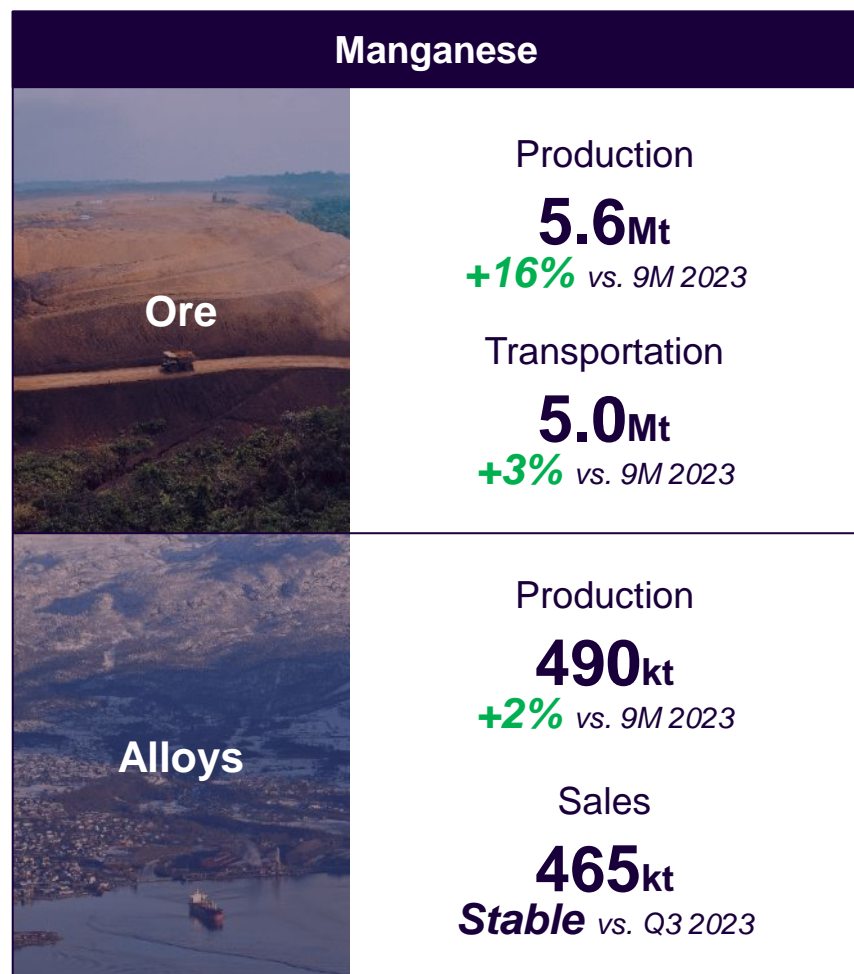 Manganese
Ore
Production
5.6Mt
+16% vs. 9M 2023
Transportation
5.0Mt
+3% vs. 9M 2023
Alloys
Production
490kt
+2% vs. 9M 2023
Sales
465kt
Stable vs. Q3 2023